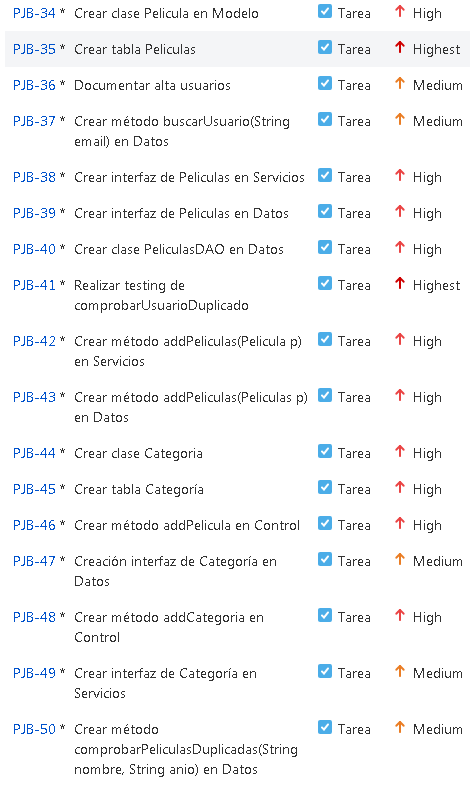 PJB-34 * Crear clase Pelicula en Modelo Tarea High
PJB-35 * Crear tabla Peliculas Tarea Highest
PJB-36 * Documentar alta usuarios Tarea Medium
PJB-37 * Crear método buscarUsuario(String Tarea Medium
email) en Datos
PJB-38 * Crear interfaz de Peliculas en Servicios Tarea High
PJB-39 * Crear interfaz de Peliculas en Datos Tarea High
PJB-40 * Crear clase PeliculasDAO en Datos Tarea High
PJB-41 * Realizar testing de Tarea Highest
comprobarUsuarioDuplicado
PJB-42 * Crear método addPeliculas(Pelicula p) Tarea High
en Servicios
PJB-43 * Crear método addPeliculas(Peliculas p) Tarea High
en Datos
PJB-44 * Crear clase Categoria Tarea High
PJB-45 * Crear tabla Categoría Tarea High
PJB-46 * Crear método addPelicula en Control Tarea High
PJB-47 * Creación interfaz de Categoría en Tarea Medium
Datos
PJB-48 * Crear método addCategoria en Tarea High
Control
PJB-49 * Crear interfaz de Categoría en Tarea Medium
Servicios
PJB-50 * Crear método Tarea Medium
comprobarPeliculasDuplicadas(String
nombre, String anio) en Datos